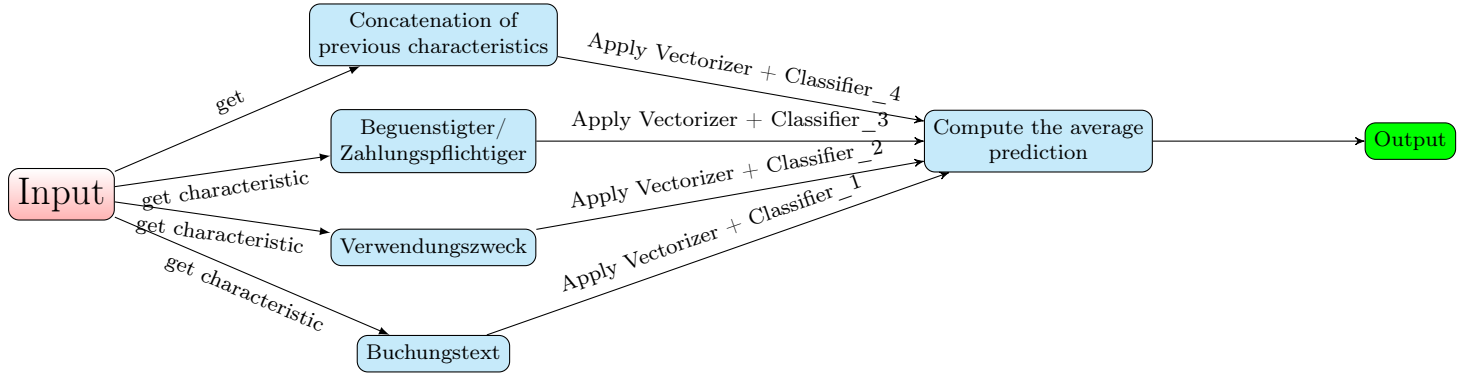 Concatenation of
previous characteristics
Apply Vectorizer + Classifier_4
get
Beguenstigter/
Zahlungspflichtiger
Apply Vectorizer + Classifier_3
Compute the average
prediction
Output
Input
get characteristic
Apply Vectorizer + Classifier_2
get characteristic
Verwendungszweck
Apply Vectorizer + Classifier_1
get characteristic
Buchungstext